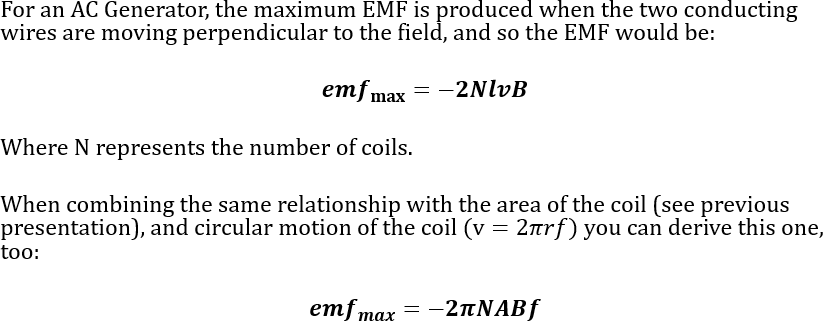 For an AC Generator, the maximum EMF is produced when the two conducting
wires are moving perpendicular to the field, and so the EMF would be:
emf_max = −2NlvB
Where N represents the number of coils.
When combining the same relationship with the area of the coil (see previous
presentation), and circular motion of the coil (v = 2πrf) you can derive this one,
too:
emf_max = −2πNABf